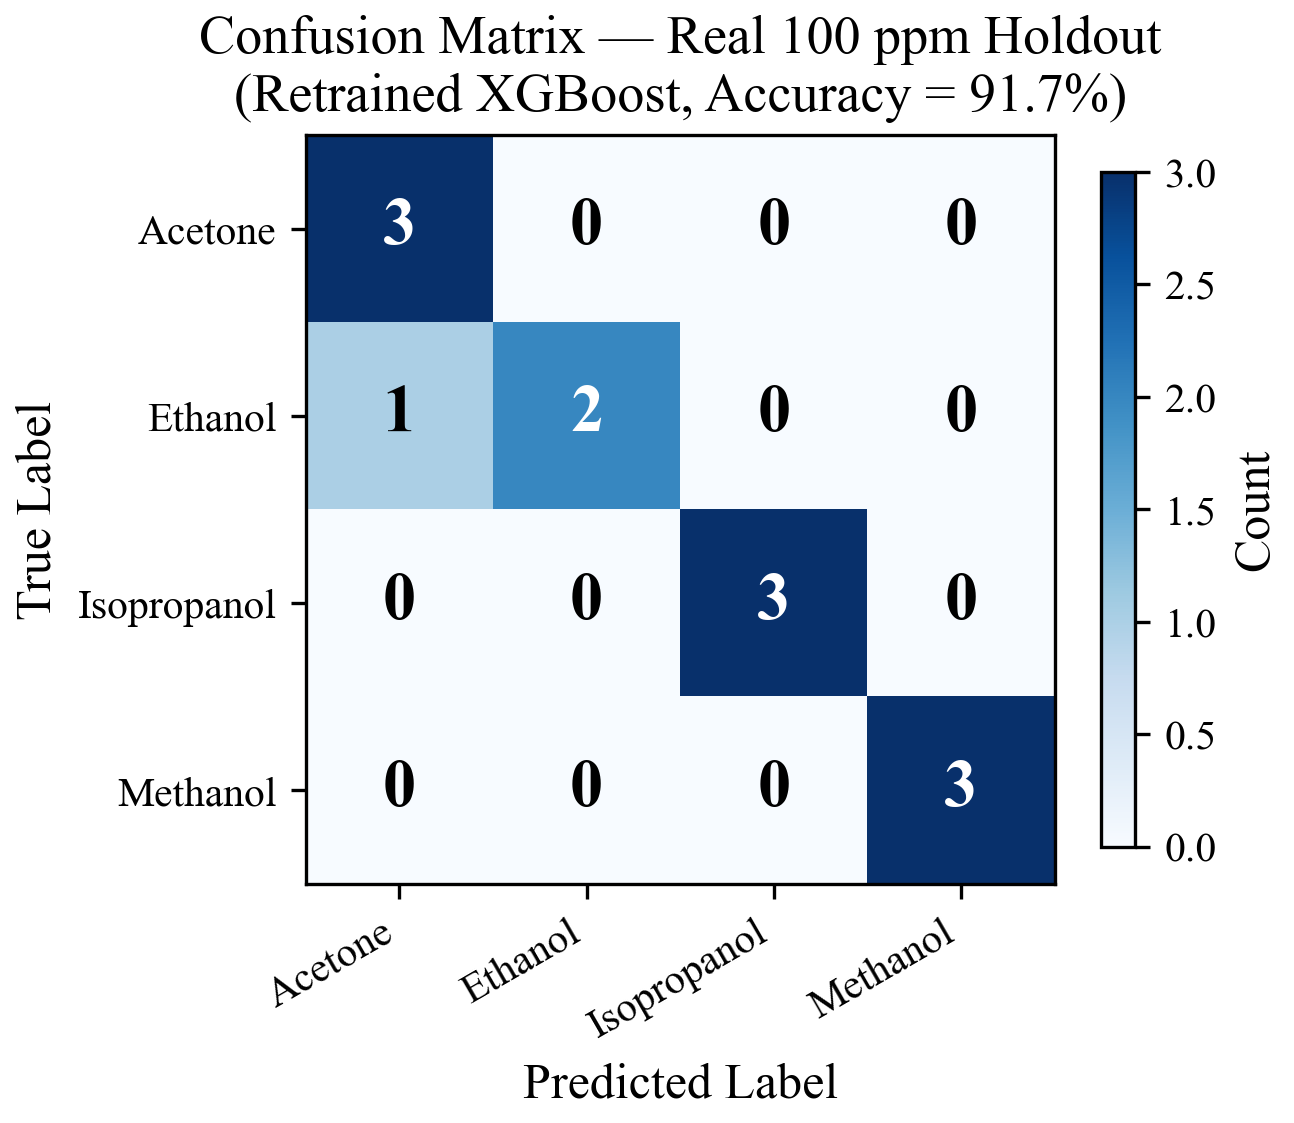 Confusion Matrix — Real 100 ppm Holdout
(Retrained XGBoost, Accuracy = 91.7%)
True Label
Acetone 3 0 0 0
Ethanol 1 2 0 0
Isopropanol 0 0 3 0
Methanol 0 0 0 3
Acetone Ethanol Isopropanol Methanol
Predicted Label
3.0
2.5
2.0
1.5
1.0
0.5
0.0
Count